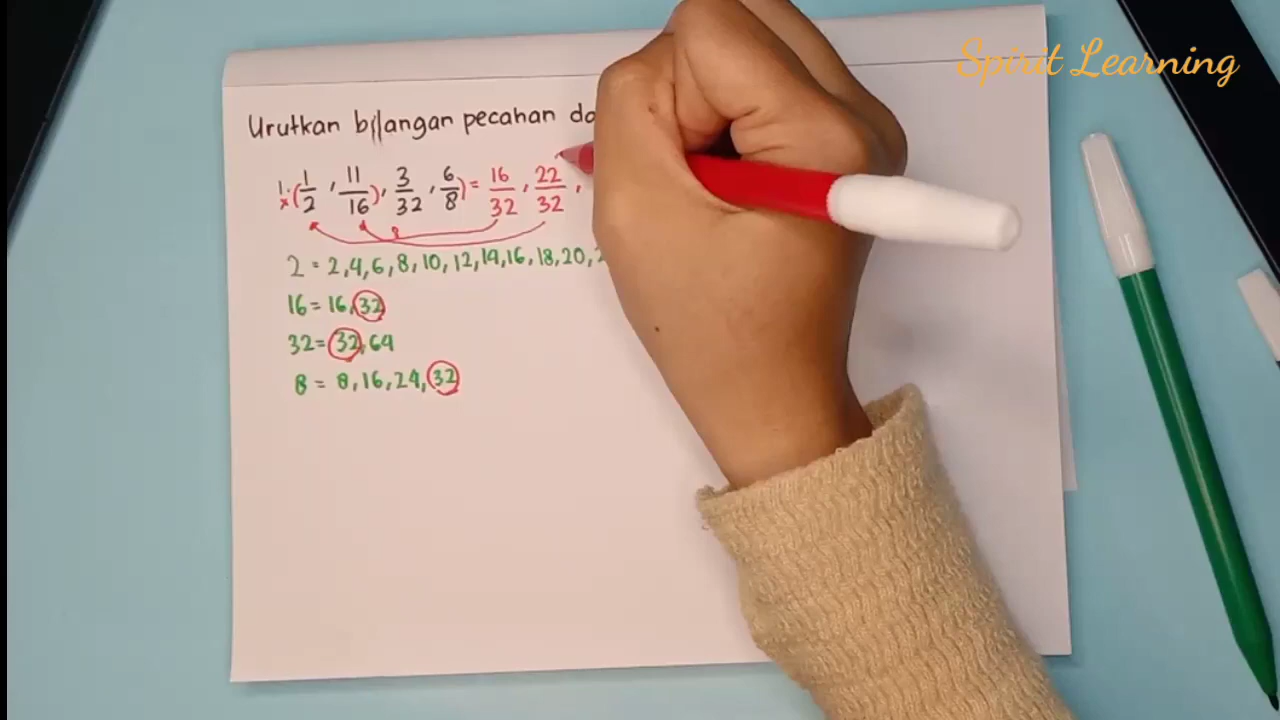 Spirit Learning
Urutkan bilangan pecahan
1/2, 11/16, 3/32, 6/8 = 16/32, 22/32,
2 = 2,4,6,8,10,12,14,16,18,20,
16 = 16,32
32 = 32,64
8 = 8,16,24,32